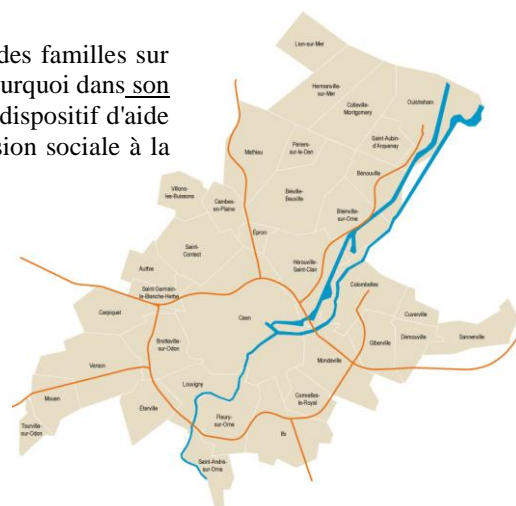 des familles sur
ourquoi dans son
dispositif d'aide
sion sociale à la
Lion-sur-Mer
Hermanville-
sur-Mer
Colleville-
Montgomery
Ouistreham
Saint-Aubin-
d'Arquenay
Mathieu
Periers-
sur-le-Dan
Bénouville
Villons-
les-Buissons
Cambes-
en-Plaine
Biéville-
Beuville
Blainville-
sur-Orne
Épron
Saint-
Contest
Hérouville-
Saint-Clair
Authie
Saint-Germain-
la-Blanche-Herbe
Colombelles
Carpiquet
Caen
Cuverville
Démouville
Sannerville
Giberville
Bretteville-
sur-Odon
Mondeville
Verson
Louvigny
Cormelles-
le-Royal
Mouen
Éterville
Fleury-
sur-Orne
Ifs
Tourville-
sur-Odon
Saint-André-
sur-Orne